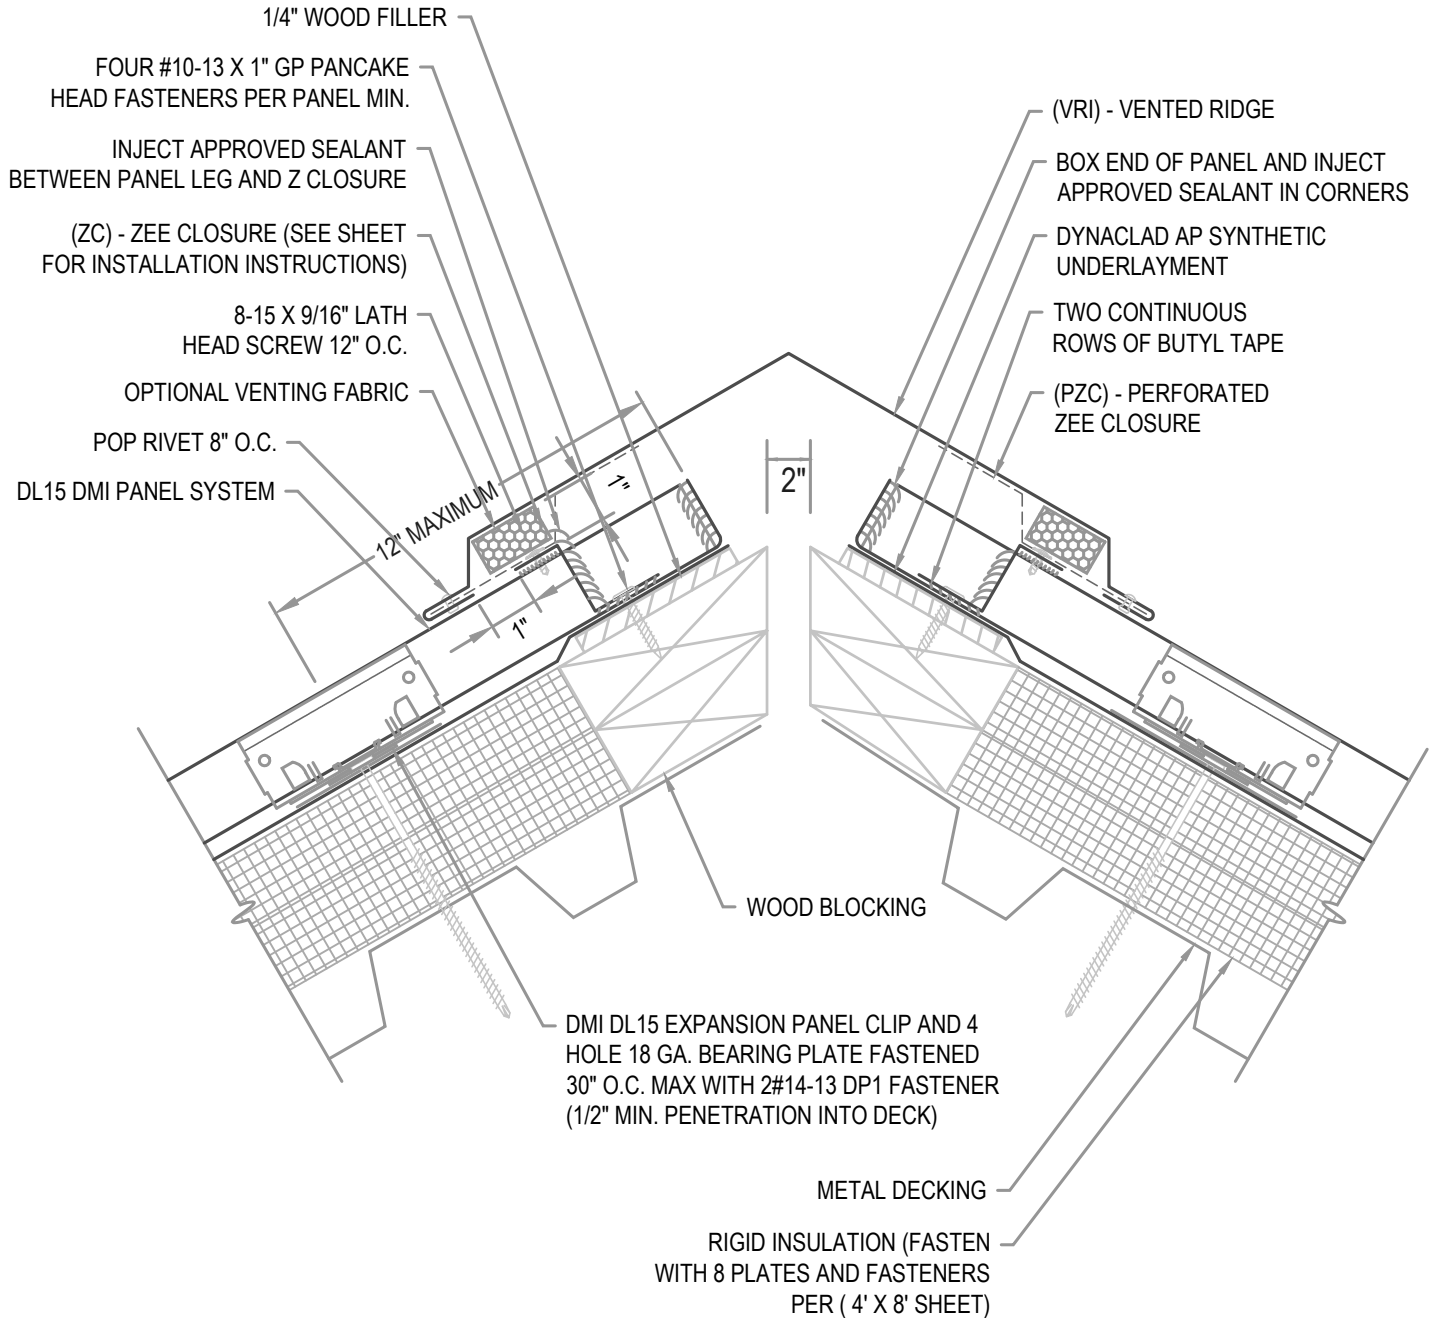 1/4" WOOD FILLER
FOUR #10-13 X 1" GP PANCAKE
HEAD FASTENERS PER PANEL MIN.
INJECT APPROVED SEALANT
BETWEEN PANEL LEG AND Z CLOSURE
(ZC) - ZEE CLOSURE (SEE SHEET
FOR INSTALLATION INSTRUCTIONS)
8-15 X 9/16" LATH
HEAD SCREW 12" O.C.
OPTIONAL VENTING FABRIC
POP RIVET 8" O.C.
DL15 DMI PANEL SYSTEM
12" MAXIMUM
1"
1"
2"
(VRI) - VENTED RIDGE
BOX END OF PANEL AND INJECT
APPROVED SEALANT IN CORNERS
DYNACLAD AP SYNTHETIC
UNDERLAYMENT
TWO CONTINUOUS
ROWS OF BUTYL TAPE
(PZC) - PERFORATED
ZEE CLOSURE
WOOD BLOCKING
DMI DL15 EXPANSION PANEL CLIP AND 4
HOLE 18 GA. BEARING PLATE FASTENED
30" O.C. MAX WITH 2#14-13 DP1 FASTENER
(1/2" MIN. PENETRATION INTO DECK)
METAL DECKING
RIGID INSULATION (FASTEN
WITH 8 PLATES AND FASTENERS
PER ( 4' X 8' SHEET)